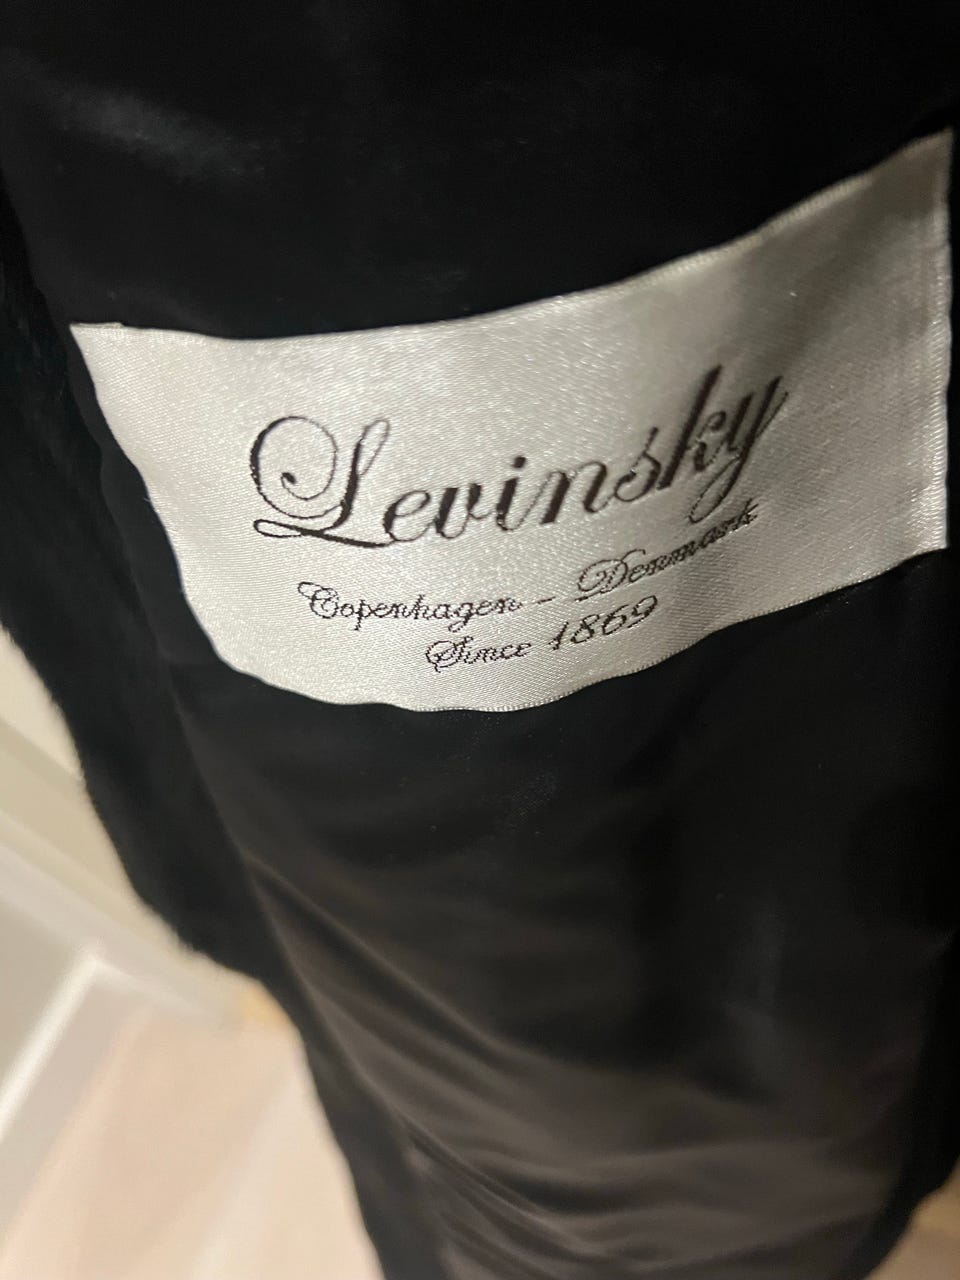 Levinsky
Copenhagen - Denmark
Since 1869